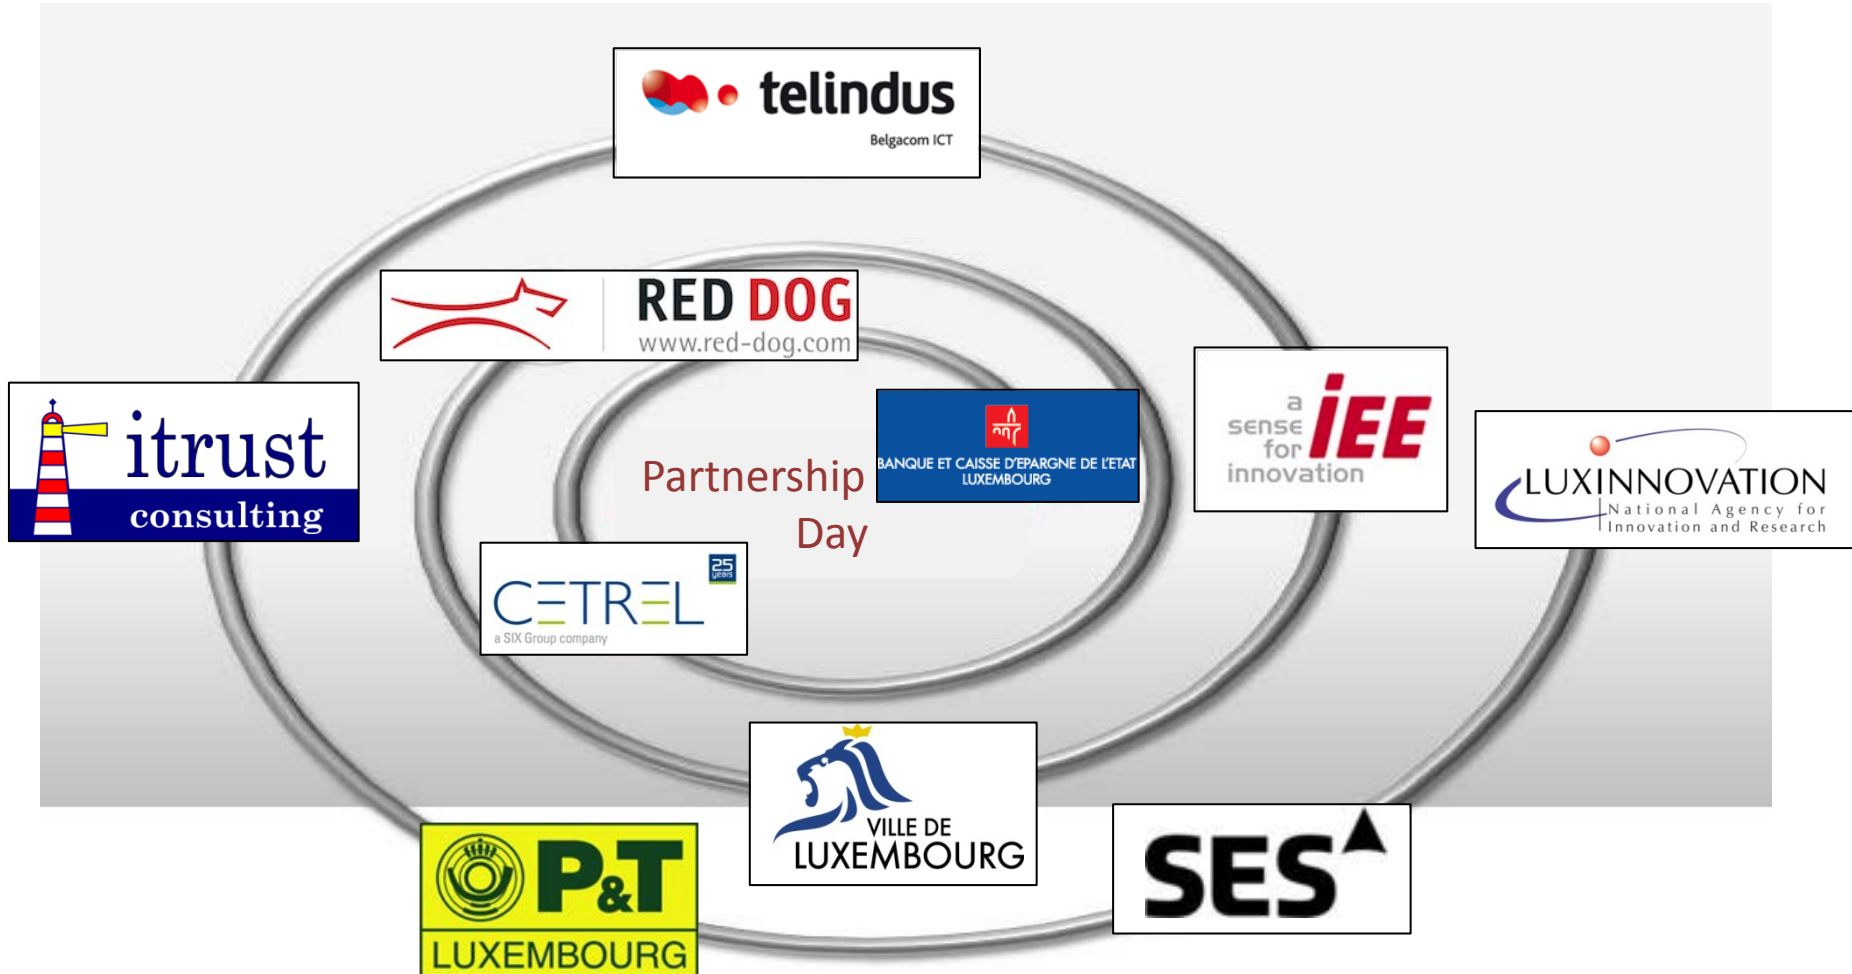 telindus
Belgacom ICT
RED DOG
www.red-dog.com
itrust
consulting
BANQUE ET CAISSE D'EPARGNE DE L'ETAT
LUXEMBOURG
a
sense
for
innovation
iEE
LUXINNOVATION
National Agency for
Innovation and Research
Partnership
Day
25
years
CETREL
a SIX Group company
VILLE DE
LUXEMBOURG
P&T
LUXEMBOURG
SES